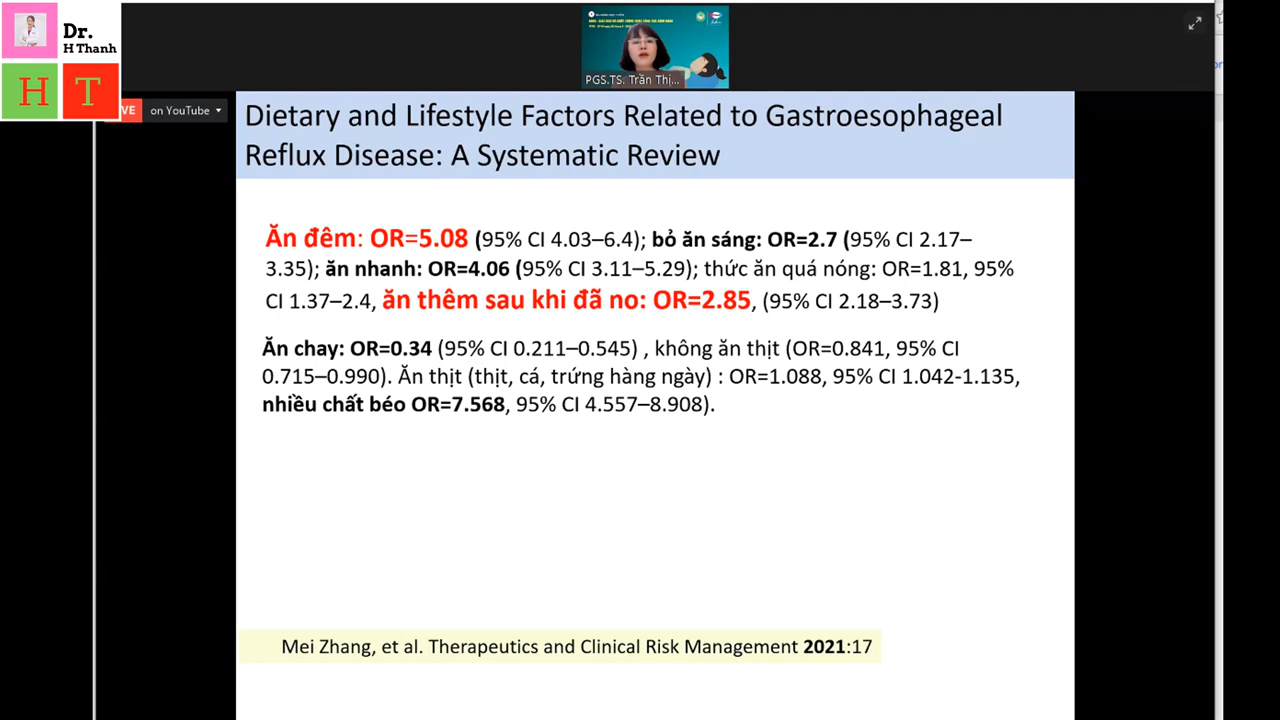 Dr.
H Thanh
H T
VE on YouTube
PGS.TS. Trần Thị...
Dietary and Lifestyle Factors Related to Gastroesophageal
Reflux Disease: A Systematic Review
Ăn đêm: OR=5.08 (95% CI 4.03–6.4); bỏ ăn sáng: OR=2.7 (95% CI 2.17–
3.35); ăn nhanh: OR=4.06 (95% CI 3.11–5.29); thức ăn quá nóng: OR=1.81, 95%
CI 1.37–2.4, ăn thêm sau khi đã no: OR=2.85, (95% CI 2.18–3.73)
Ăn chay: OR=0.34 (95% CI 0.211–0.545) , không ăn thịt (OR=0.841, 95% CI
0.715–0.990). Ăn thịt (thịt, cá, trứng hàng ngày) : OR=1.088, 95% CI 1.042-1.135,
nhiều chất béo OR=7.568, 95% CI 4.557–8.908).
Mei Zhang, et al. Therapeutics and Clinical Risk Management 2021:17